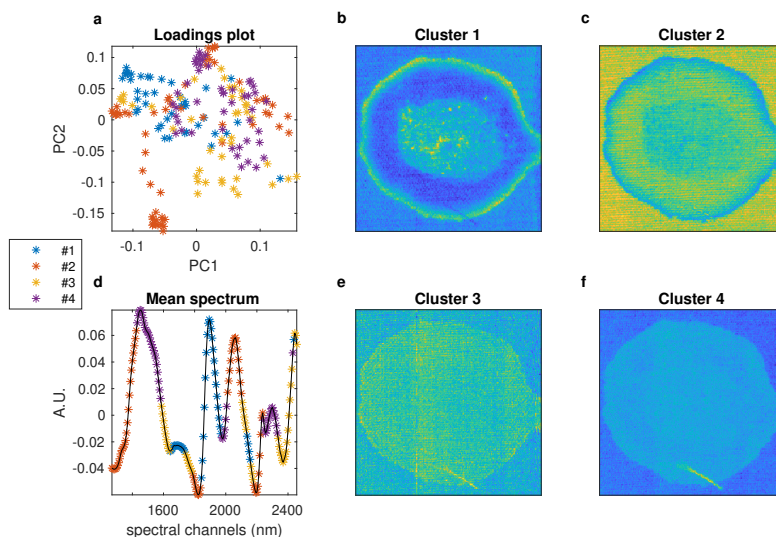 a
Loadings plot
0.1
0.05
0
-0.05
-0.1
-0.15
PC2
-0.1
0
0.1
PC1
b
Cluster 1
c
Cluster 2
#1
#2
#3
#4
d
Mean spectrum
0.06
0.04
0.02
0
-0.02
-0.04
A.U.
1600
2000
2400
spectral channels (nm)
e
Cluster 3
f
Cluster 4